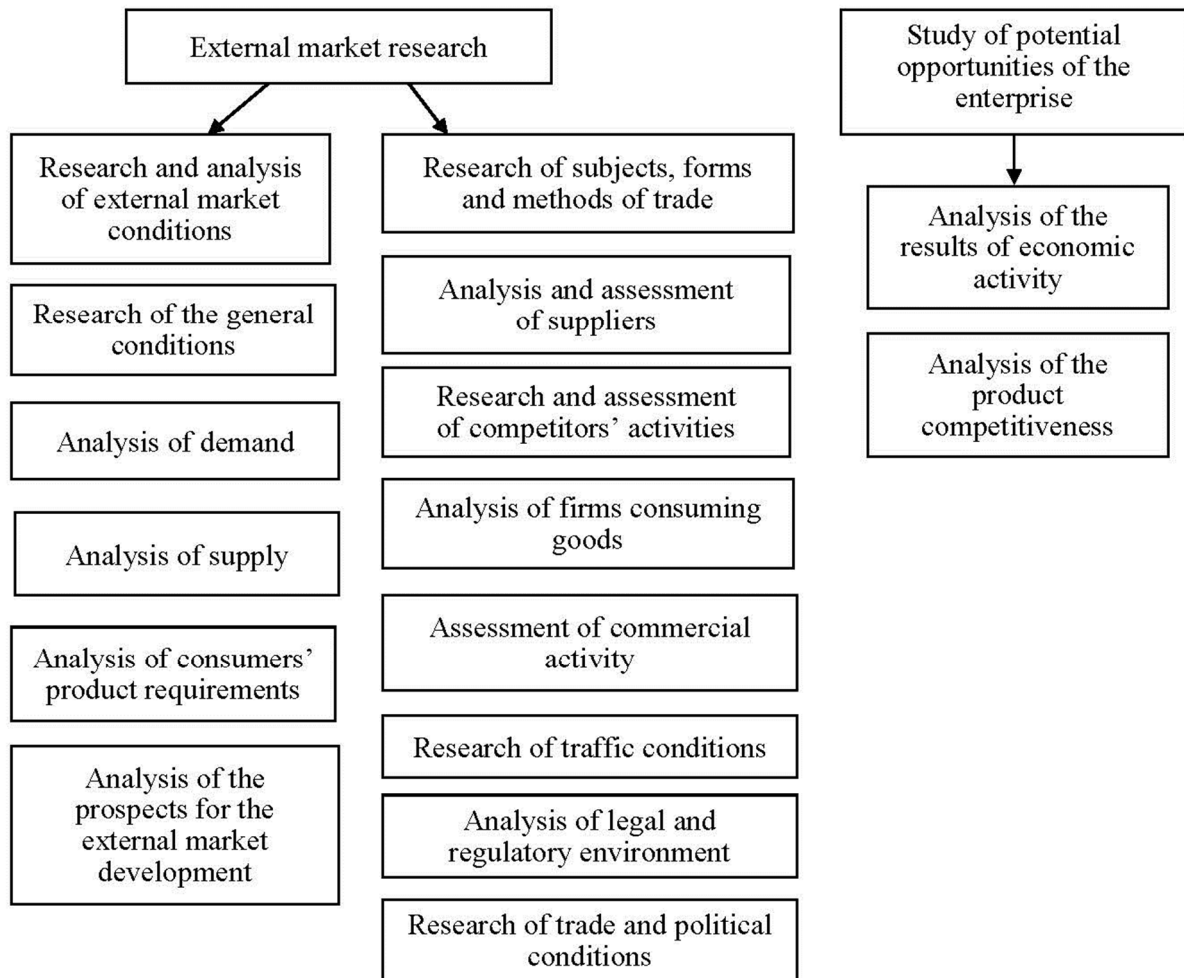 External market research
Research and analysis
of external market
conditions
Research of the general
conditions
Analysis of demand
Analysis of supply
Analysis of consumers’
product requirements
Analysis of the
prospects for the
external market
development
Research of subjects, forms
and methods of trade
Analysis and assessment
of suppliers
Research and assessment
of competitors’ activities
Analysis of firms consuming
goods
Assessment of commercial
activity
Research of traffic conditions
Analysis of legal and
regulatory environment
Research of trade and political
conditions
Study of potential
opportunities of the
enterprise
Analysis of the
results of economic
activity
Analysis of the
product
competitiveness